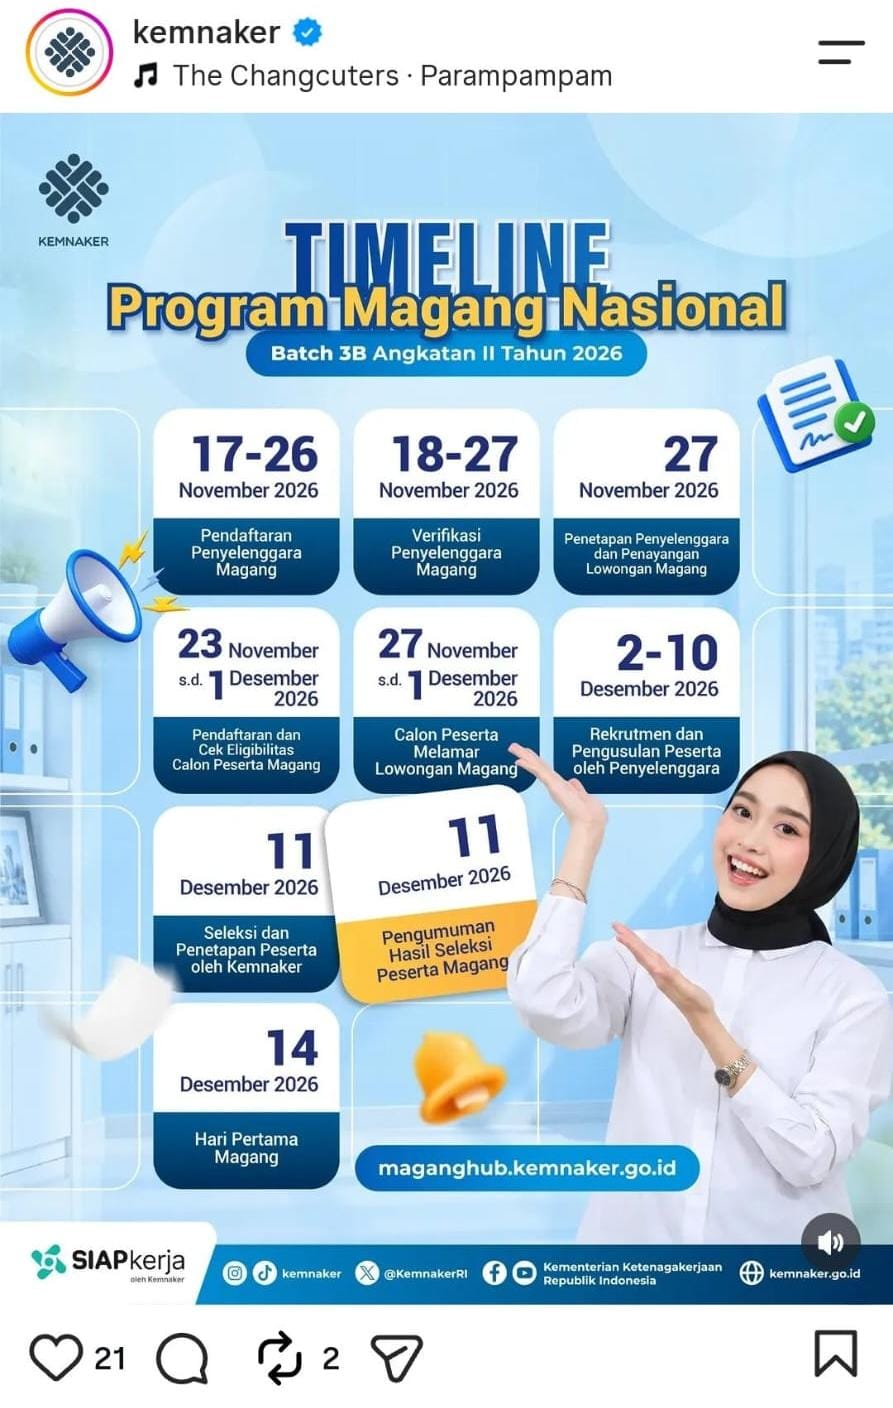 kemnaker
The Changcuters · Parampampam
KEMNAKER
TIMELINE
Program Magang Nasional
Batch 3B Angkatan II Tahun 2026
17-26
November 2026
Pendaftaran
Penyelenggara
Magang
18-27
November 2026
Verifikasi
Penyelenggara
Magang
27
November 2026
Penetapan Penyelenggara
dan Penayangan
Lowongan Magang
23 November
s.d. 1 Desember
2026
Pendaftaran dan
Cek Eligibilitas
Calon Peserta Magang
27 November
s.d. 1 Desember
2026
Calon Peserta
Melamar
Lowongan Magang
2-10
Desember 2026
Rekrutmen dan
Pengusulan Peserta
oleh Penyelenggara
11
Desember 2026
Seleksi dan
Penetapan Peserta
oleh Kemnaker
11
Desember 2026
Pengumuman
Hasil Seleksi
Peserta Magang
14
Desember 2026
Hari Pertama
Magang
maganghub.kemnaker.go.id
SIAPkerja
oleh Kemnaker
kemnaker
@KemnakerRI
Kementerian Ketenagakerjaan
Republik Indonesia
kemnaker.go.id
21
2